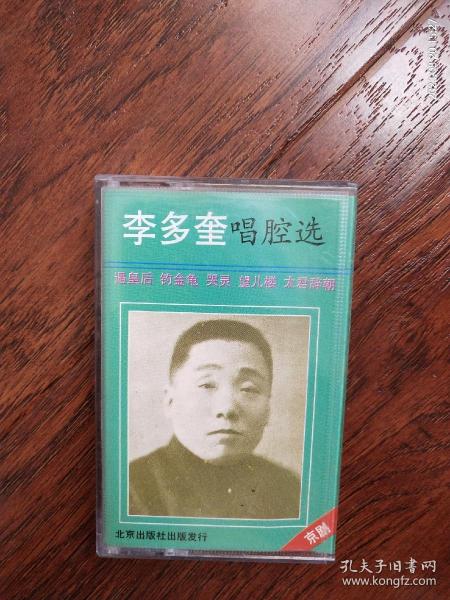 李多奎唱腔选
遇皇后 钓金龟 哭灵 望儿楼 太君辞朝
北京出版社出版发行
京剧
孔夫子旧书网
www.kongfz.com